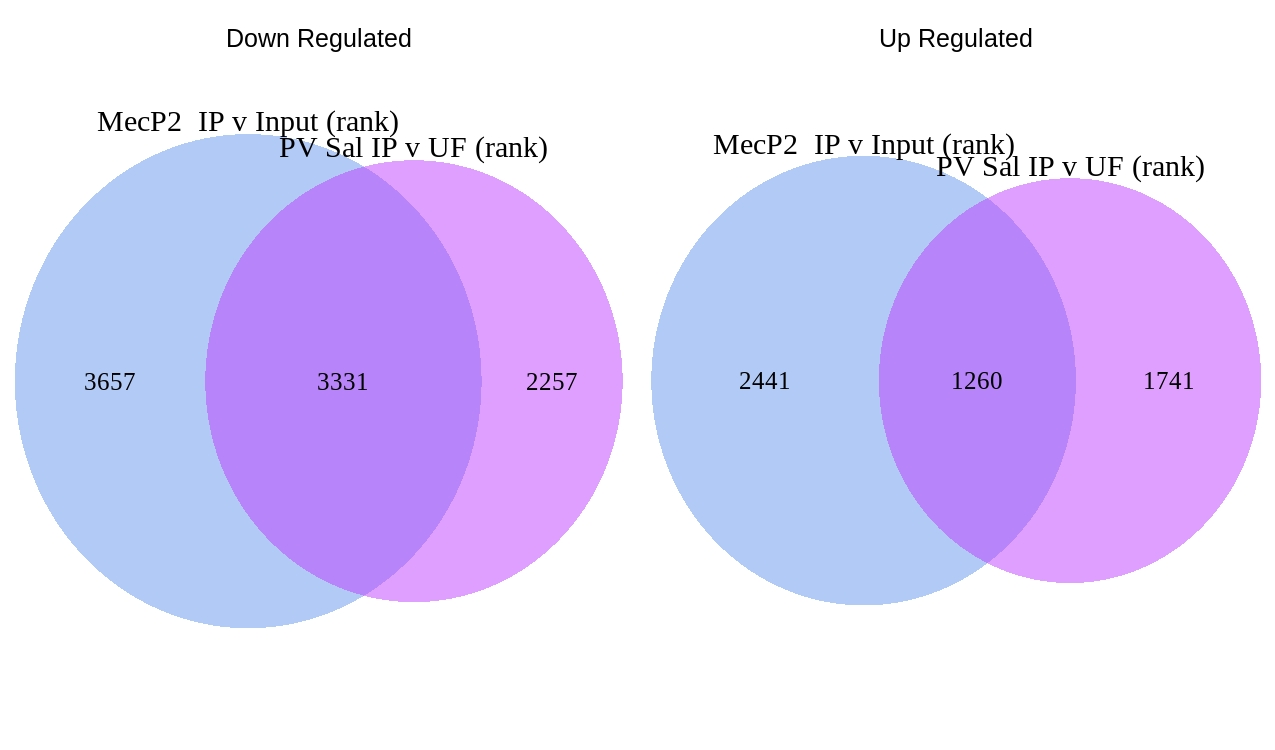 Down Regulated
MecP2  IP v Input (rank)
PV Sal IP v UF (rank)
3657
3331
2257
Up Regulated
MecP2  IP v Input (rank)
PV Sal IP v UF (rank)
2441
1260
1741